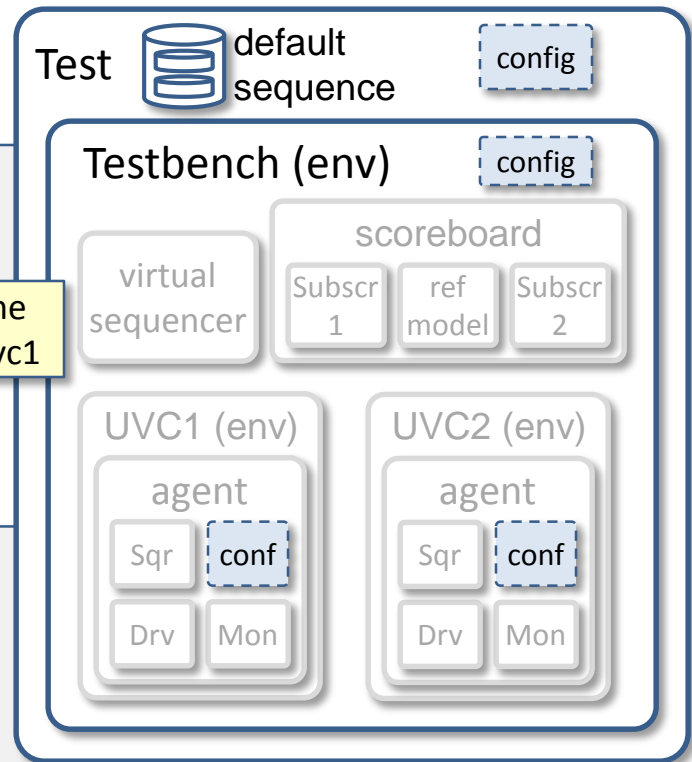 Test
default
sequence
config
Testbench (env)
config
virtual
sequencer
scoreboard
Subscr
1
ref
model
Subscr
2
vc1
UVC1 (env)
agent
Sqr
conf
Drv
Mon
UVC2 (env)
agent
Sqr
conf
Drv
Mon